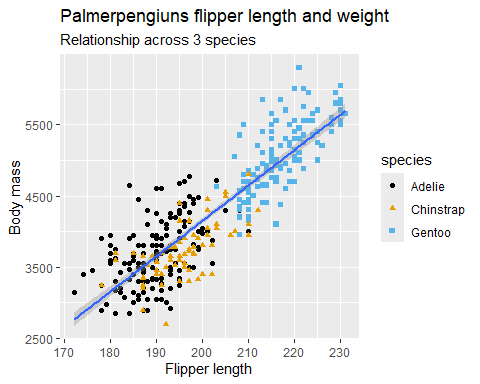 Palmerpengiuns flipper length and weight
Relationship across 3 species
5500
4500
3500
2500
Body mass
170 180 190 200 210 220 230
Flipper length
species
Adelie
Chinstrap
Gentoo